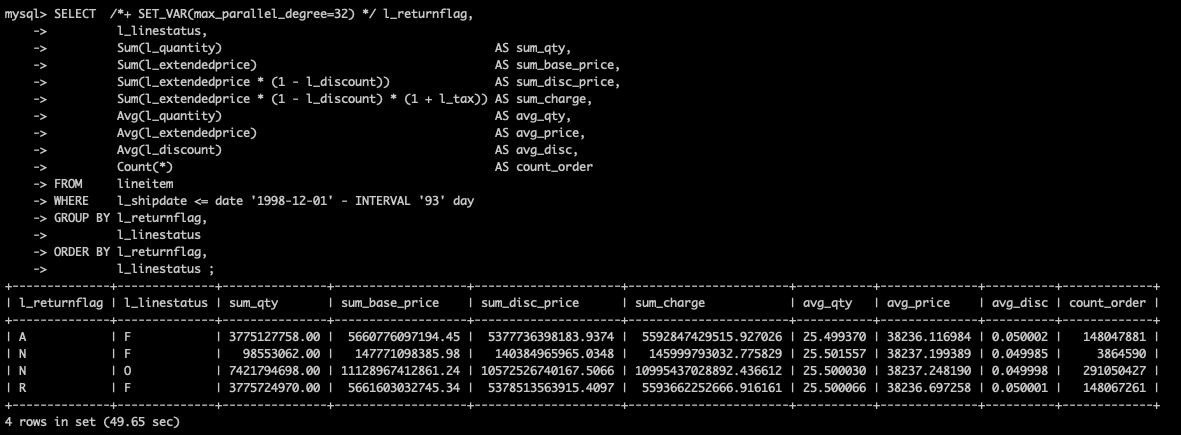 mysql> SELECT  /*+ SET_VAR(max_parallel_degree=32) */ l_returnflag,
    ->         l_linestatus,
    ->         Sum(l_quantity)                                       AS sum_qty,
    ->         Sum(l_extendedprice)                                  AS sum_base_price,
    ->         Sum(l_extendedprice * (1 - l_discount))               AS sum_disc_price,
    ->         Sum(l_extendedprice * (1 - l_discount) * (1 + l_tax)) AS sum_charge,
    ->         Avg(l_quantity)                                       AS avg_qty,
    ->         Avg(l_extendedprice)                                  AS avg_price,
    ->         Avg(l_discount)                                       AS avg_disc,
    ->         Count(*)                                              AS count_order
    -> FROM    lineitem
    -> WHERE   l_shipdate <= date '1998-12-01' - INTERVAL '93' day
    -> GROUP BY l_returnflag,
    ->         l_linestatus
    -> ORDER BY l_returnflag,
    ->         l_linestatus ;
+--------------+--------------+---------------+-------------------+---------------------+-----------------------+-----------+--------------+----------+-------------+
| l_returnflag | l_linestatus | sum_qty       | sum_base_price    | sum_disc_price      | sum_charge            | avg_qty   | avg_price    | avg_disc | count_order |
+--------------+--------------+---------------+-------------------+---------------------+-----------------------+-----------+--------------+----------+-------------+
| A            | F            | 3775127758.00 |  5660776097194.45 |  5377736398183.9374 |  5592847429515.927026 | 25.499370 | 38236.116984 | 0.050002 |   148047881 |
| N            | F            |   98553062.00 |   147771098385.98 |   140384965965.0348 |   145999793032.775829 | 25.501557 | 38237.199389 | 0.049985 |     3864590 |
| N            | O            | 7421794698.00 | 11128967412861.24 | 10572526740167.5066 | 10995437028892.436612 | 25.500030 | 38237.248190 | 0.049998 |   291050427 |
| R            | F            | 3775724970.00 |  5661603032745.34 |  5378513563915.4097 |  5593662252666.916161 | 25.500066 | 38236.697258 | 0.050001 |   148067261 |
+--------------+--------------+---------------+-------------------+---------------------+-----------------------+-----------+--------------+----------+-------------+
4 rows in set (49.65 sec)